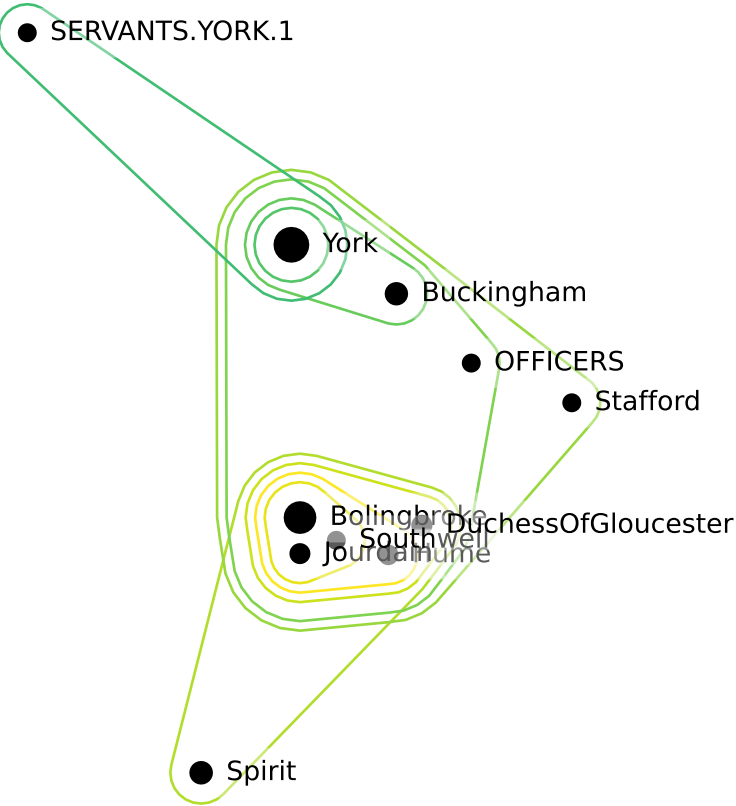 SERVANTS.YORK.1
York
Buckingham
OFFICERS
Stafford
Bolingbroke
DuchessOfGloucester
Southwell
Jourdain
Hume
Spirit